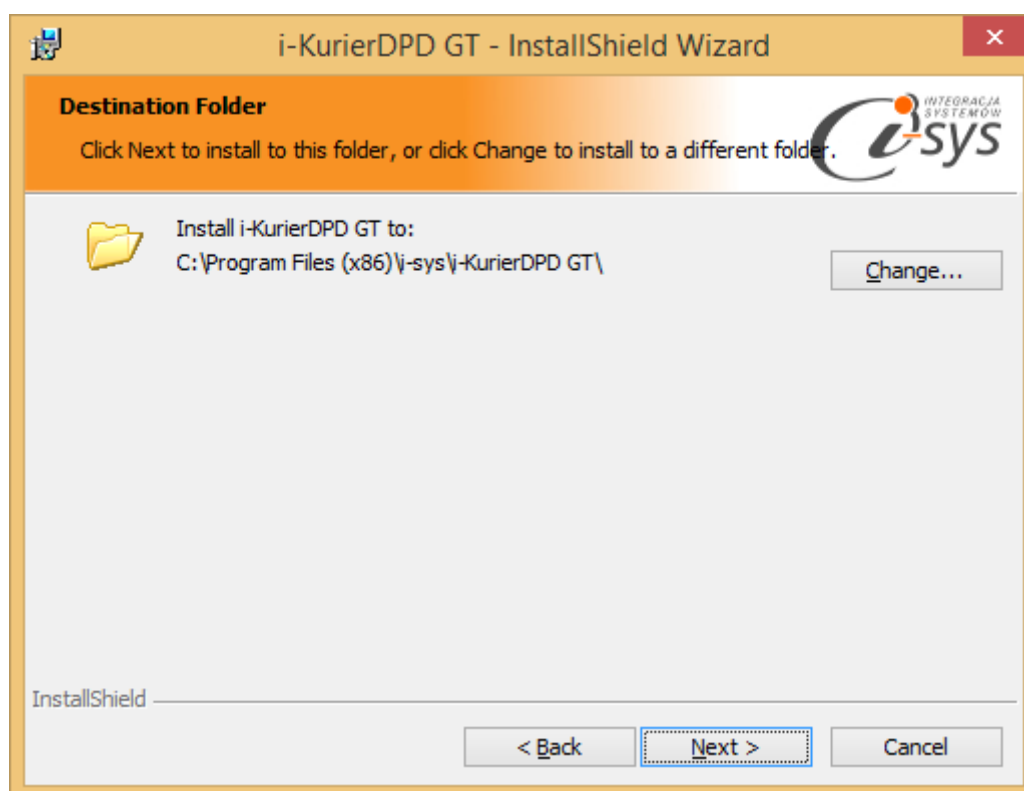 i-KurierDPD GT - InstallShield Wizard
Destination Folder
Click Next to install to this folder, or click Change to install to a different folder.
INTEGRACJA
SYSTEMÓW
i-sys
Install i-KurierDPD GT to:
C:\Program Files (x86)\i-sys\i-KurierDPD GT\
Change...
InstallShield
< Back
Next >
Cancel